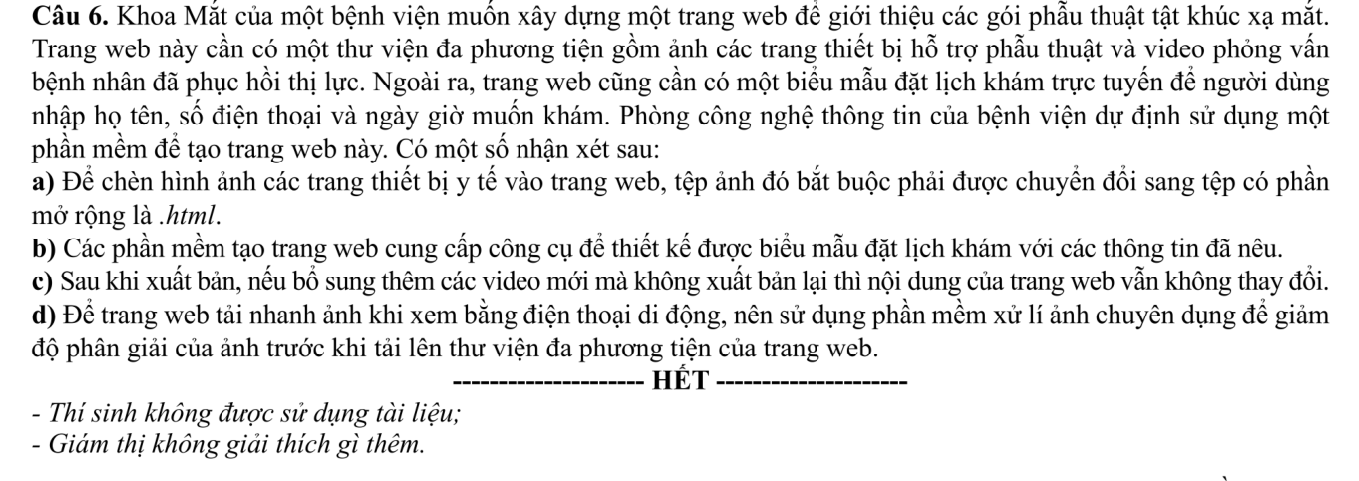 Câu 6. Khoa Mắt của một bệnh viện muốn xây dựng một trang web để giới thiệu các gói phẫu thuật tật khúc xạ mắt.
Trang web này cần có một thư viện đa phương tiện gồm ảnh các trang thiết bị hỗ trợ phẫu thuật và video phỏng vấn
bệnh nhân đã phục hồi thị lực. Ngoài ra, trang web cũng cần có một biểu mẫu đặt lịch khám trực tuyến để người dùng
nhập họ tên, số điện thoại và ngày giờ muốn khám. Phòng công nghệ thông tin của bệnh viện dự định sử dụng một
phần mềm để tạo trang web này. Có một số nhận xét sau:
a) Để chèn hình ảnh các trang thiết bị y tế vào trang web, tệp ảnh đó bắt buộc phải được chuyển đổi sang tệp có phần
mở rộng là .html.
b) Các phần mềm tạo trang web cung cấp công cụ để thiết kế được biểu mẫu đặt lịch khám với các thông tin đã nêu.
c) Sau khi xuất bản, nếu bổ sung thêm các video mới mà không xuất bản lại thì nội dung của trang web vẫn không thay đổi.
d) Để trang web tải nhanh ảnh khi xem bằng điện thoại di động, nên sử dụng phần mềm xử lí ảnh chuyên dụng để giảm
độ phân giải của ảnh trước khi tải lên thư viện đa phương tiện của trang web.
--------------------- HẾT ---------------------
- Thí sinh không được sử dụng tài liệu;
- Giám thị không giải thích gì thêm.